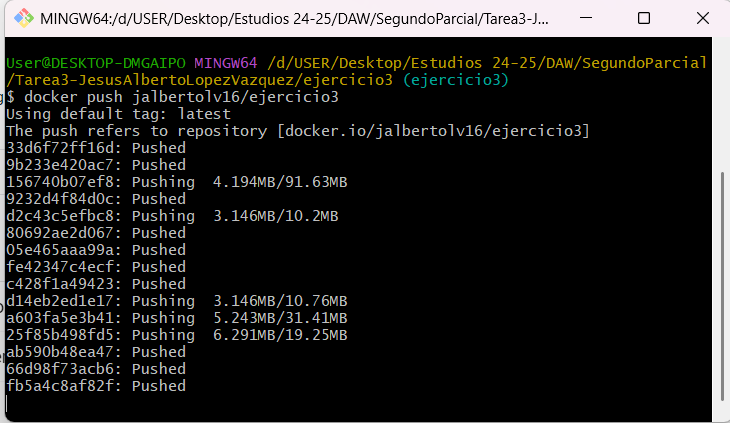 MINGW64:/d/USER/Desktop/Estudios 24-25/DAW/SegundoParcial/Tarea3-J...
User@DESKTOP-DMGAIPO MINGW64 /d/USER/Desktop/Estudios 24-25/DAW/SegundoParcial
/Tarea3-JesusAlbertoLopezVazquez/ejercicio3 (ejercicio3)
$ docker push jalbertolv16/ejercicio3
Using default tag: latest
The push refers to repository [docker.io/jalbertolv16/ejercicio3]
33d6f72ff16d: Pushed
9b233e420ac7: Pushed
156740b07ef8: Pushing  4.194MB/91.63MB
9232d4f84d0c: Pushed
d2c43c5efbc8: Pushing  3.146MB/10.2MB
80692ae2d067: Pushed
05e465aaa99a: Pushed
fe42347c4ecf: Pushed
c428f1a49423: Pushed
d14eb2ed1e17: Pushing  3.146MB/10.76MB
a603fa5e3b41: Pushing  5.243MB/31.41MB
25f85b498fd5: Pushing  6.291MB/19.25MB
ab590b48ea47: Pushed
66d98f73acb6: Pushed
fb5a4c8af82f: Pushed